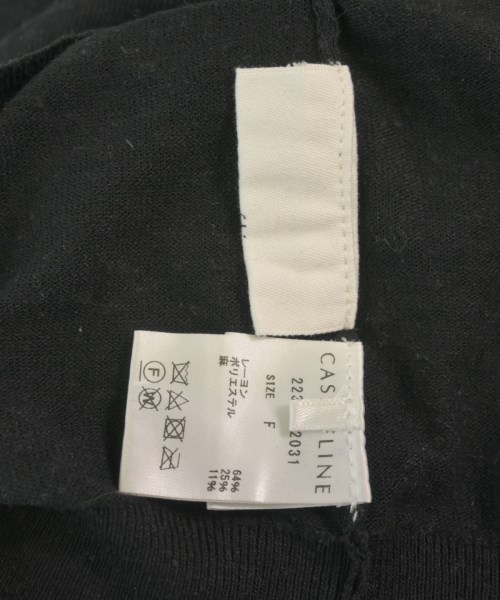 CAS LINE
223 2031
SIZE F
レーヨン 64%
ポリエステル 25%
麻 11%
F
W